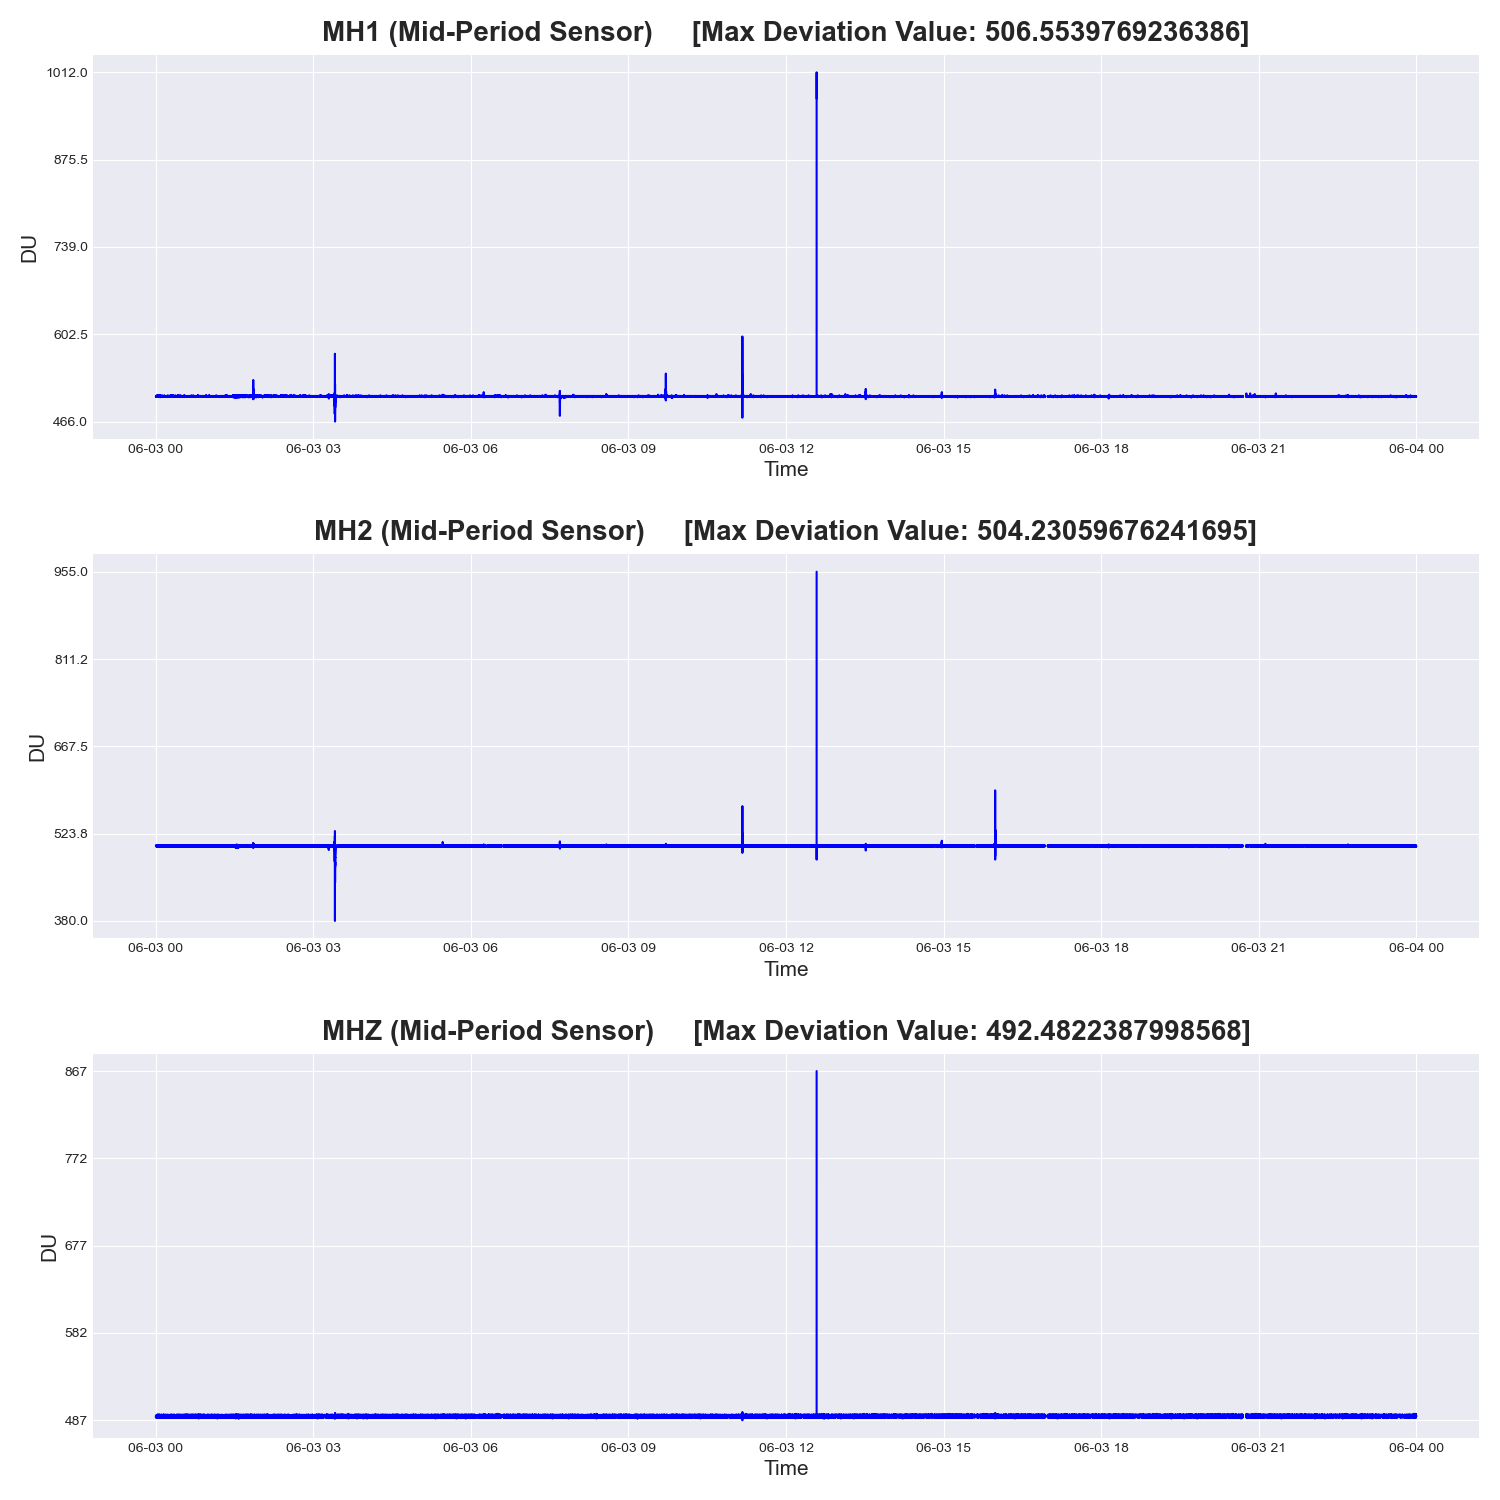 MH1 (Mid-Period Sensor) [Max Deviation Value: 506.5539769236386]
1012.0
875.5
739.0
602.5
466.0
DU
06-03 00 06-03 03 06-03 06 06-03 09 06-03 12 06-03 15 06-03 18 06-03 21 06-04 00
Time
MH2 (Mid-Period Sensor) [Max Deviation Value: 504.23059676241695]
955.0
811.2
667.5
523.8
380.0
DU
06-03 00 06-03 03 06-03 06 06-03 09 06-03 12 06-03 15 06-03 18 06-03 21 06-04 00
Time
MHZ (Mid-Period Sensor) [Max Deviation Value: 492.4822387998568]
867
772
677
582
487
DU
06-03 00 06-03 03 06-03 06 06-03 09 06-03 12 06-03 15 06-03 18 06-03 21 06-04 00
Time